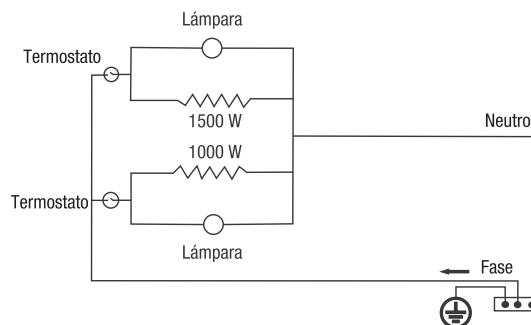 Lámpara
Termostato
1500 W
Neutro
1000 W
Termostato
Lámpara
Fase